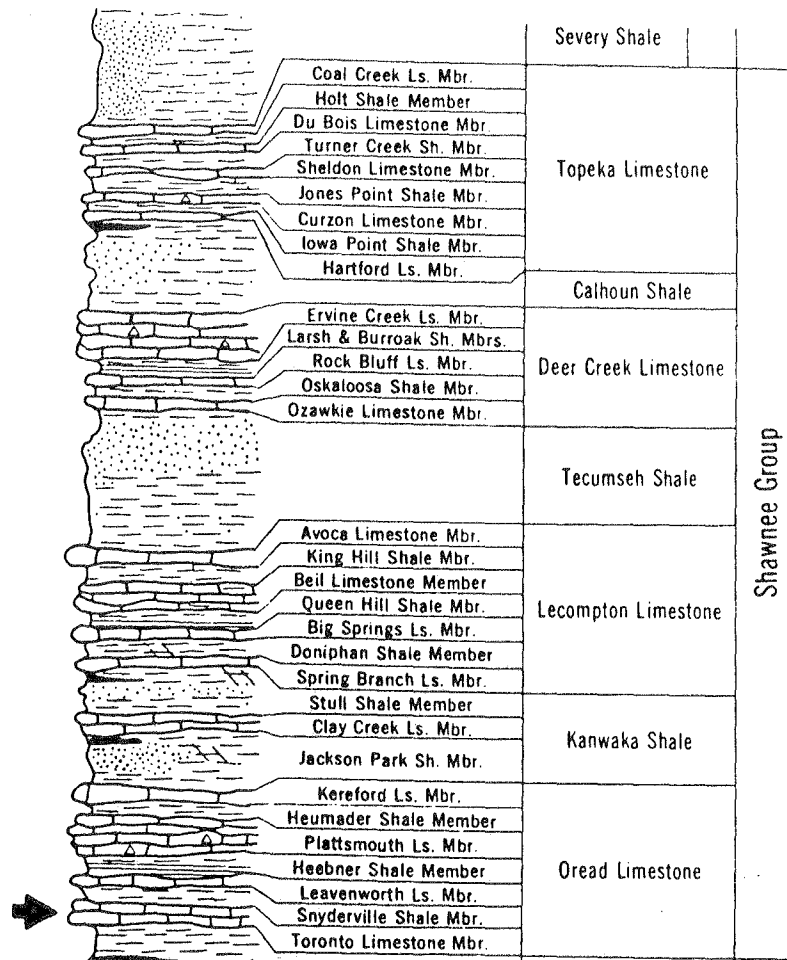 Severy Shale
Coal Creek Ls. Mbr.
Holt Shale Member
Du Bois Limestone Mbr.
Turner Creek Sh. Mbr.
Sheldon Limestone Mbr.
Jones Point Shale Mbr.
Curzon Limestone Mbr.
Iowa Point Shale Mbr.
Hartford Ls. Mbr.
Topeka Limestone
Calhoun Shale
Ervine Creek Ls. Mbr.
Larsh & Burroak Sh. Mbrs.
Rock Bluff Ls. Mbr.
Oskaloosa Shale Mbr.
Ozawkie Limestone Mbr.
Deer Creek Limestone
Tecumseh Shale
Avoca Limestone Mbr.
King Hill Shale Mbr.
Beil Limestone Member
Queen Hill Shale Mbr.
Big Springs Ls. Mbr.
Doniphan Shale Member
Spring Branch Ls. Mbr.
Lecompton Limestone
Stull Shale Member
Clay Creek Ls. Mbr.
Jackson Park Sh. Mbr.
Kanwaka Shale
Kereford Ls. Mbr.
Heumader Shale Member
Plattsmouth Ls. Mbr.
Heebner Shale Member
Leavenworth Ls. Mbr.
Snyderville Shale Mbr.
Toronto Limestone Mbr.
Oread Limestone
Shawnee Group